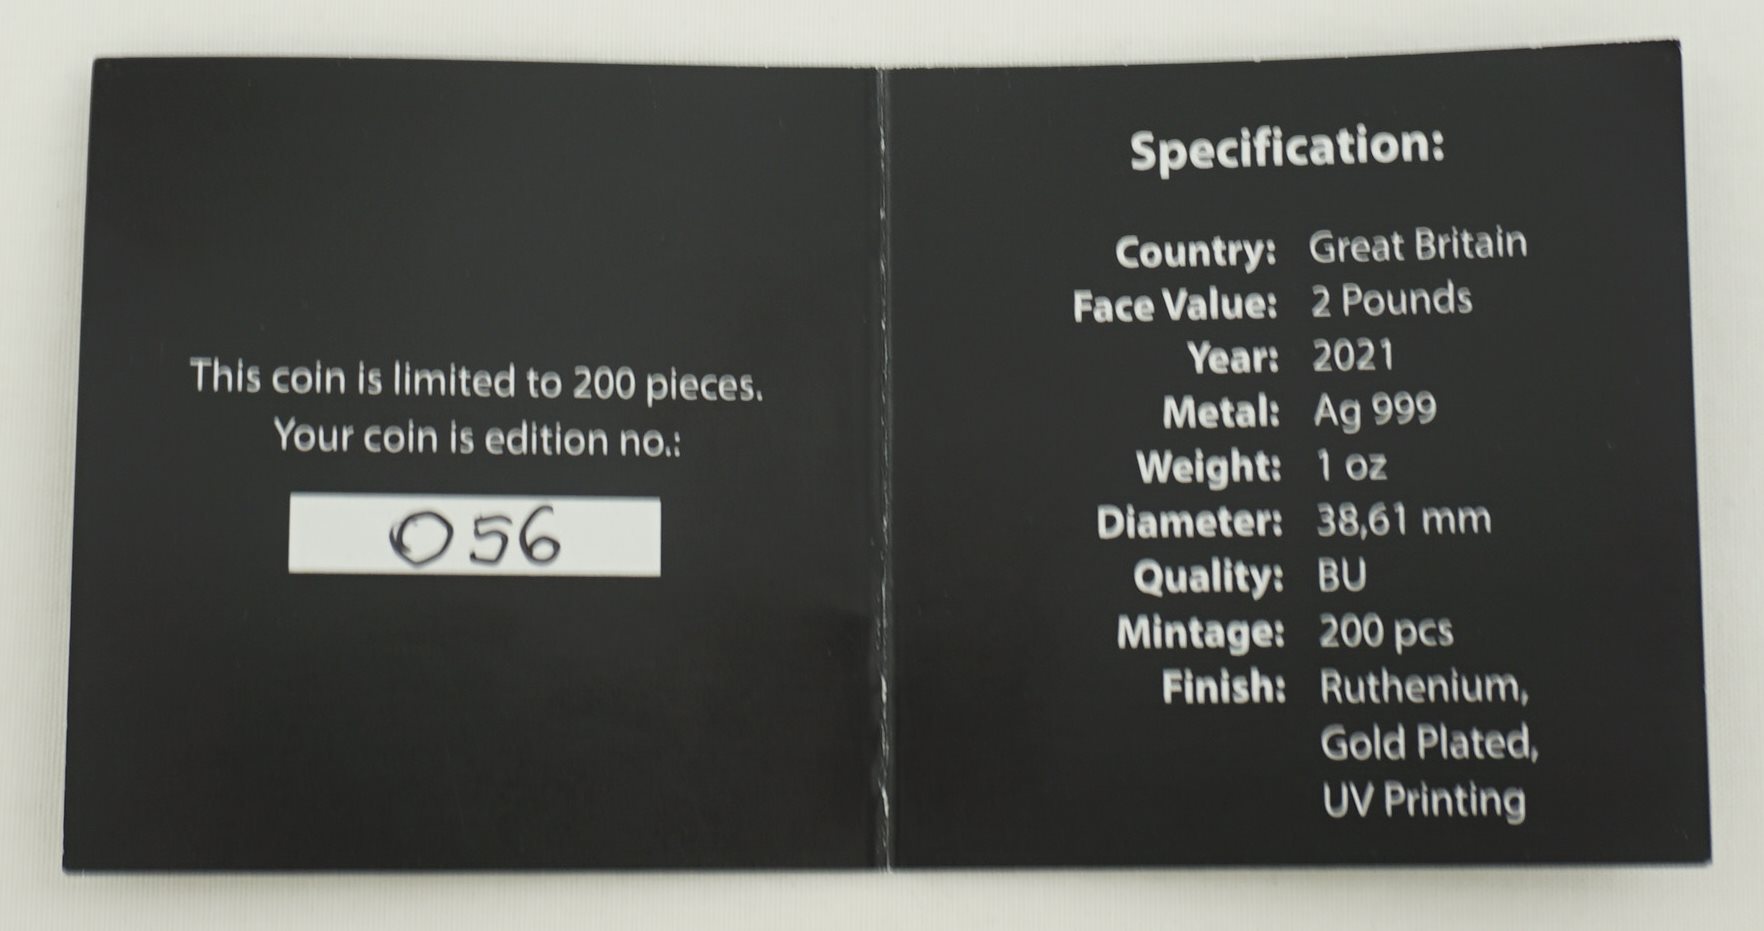 This coin is limited to 200 pieces.
Your coin is edition no.:
056
Specification:
Country: Great Britain
Face Value: 2 Pounds
Year: 2021
Metal: Ag 999
Weight: 1 oz
Diameter: 38,61 mm
Quality: BU
Mintage: 200 pcs
Finish: Ruthenium,
Gold Plated,
UV Printing